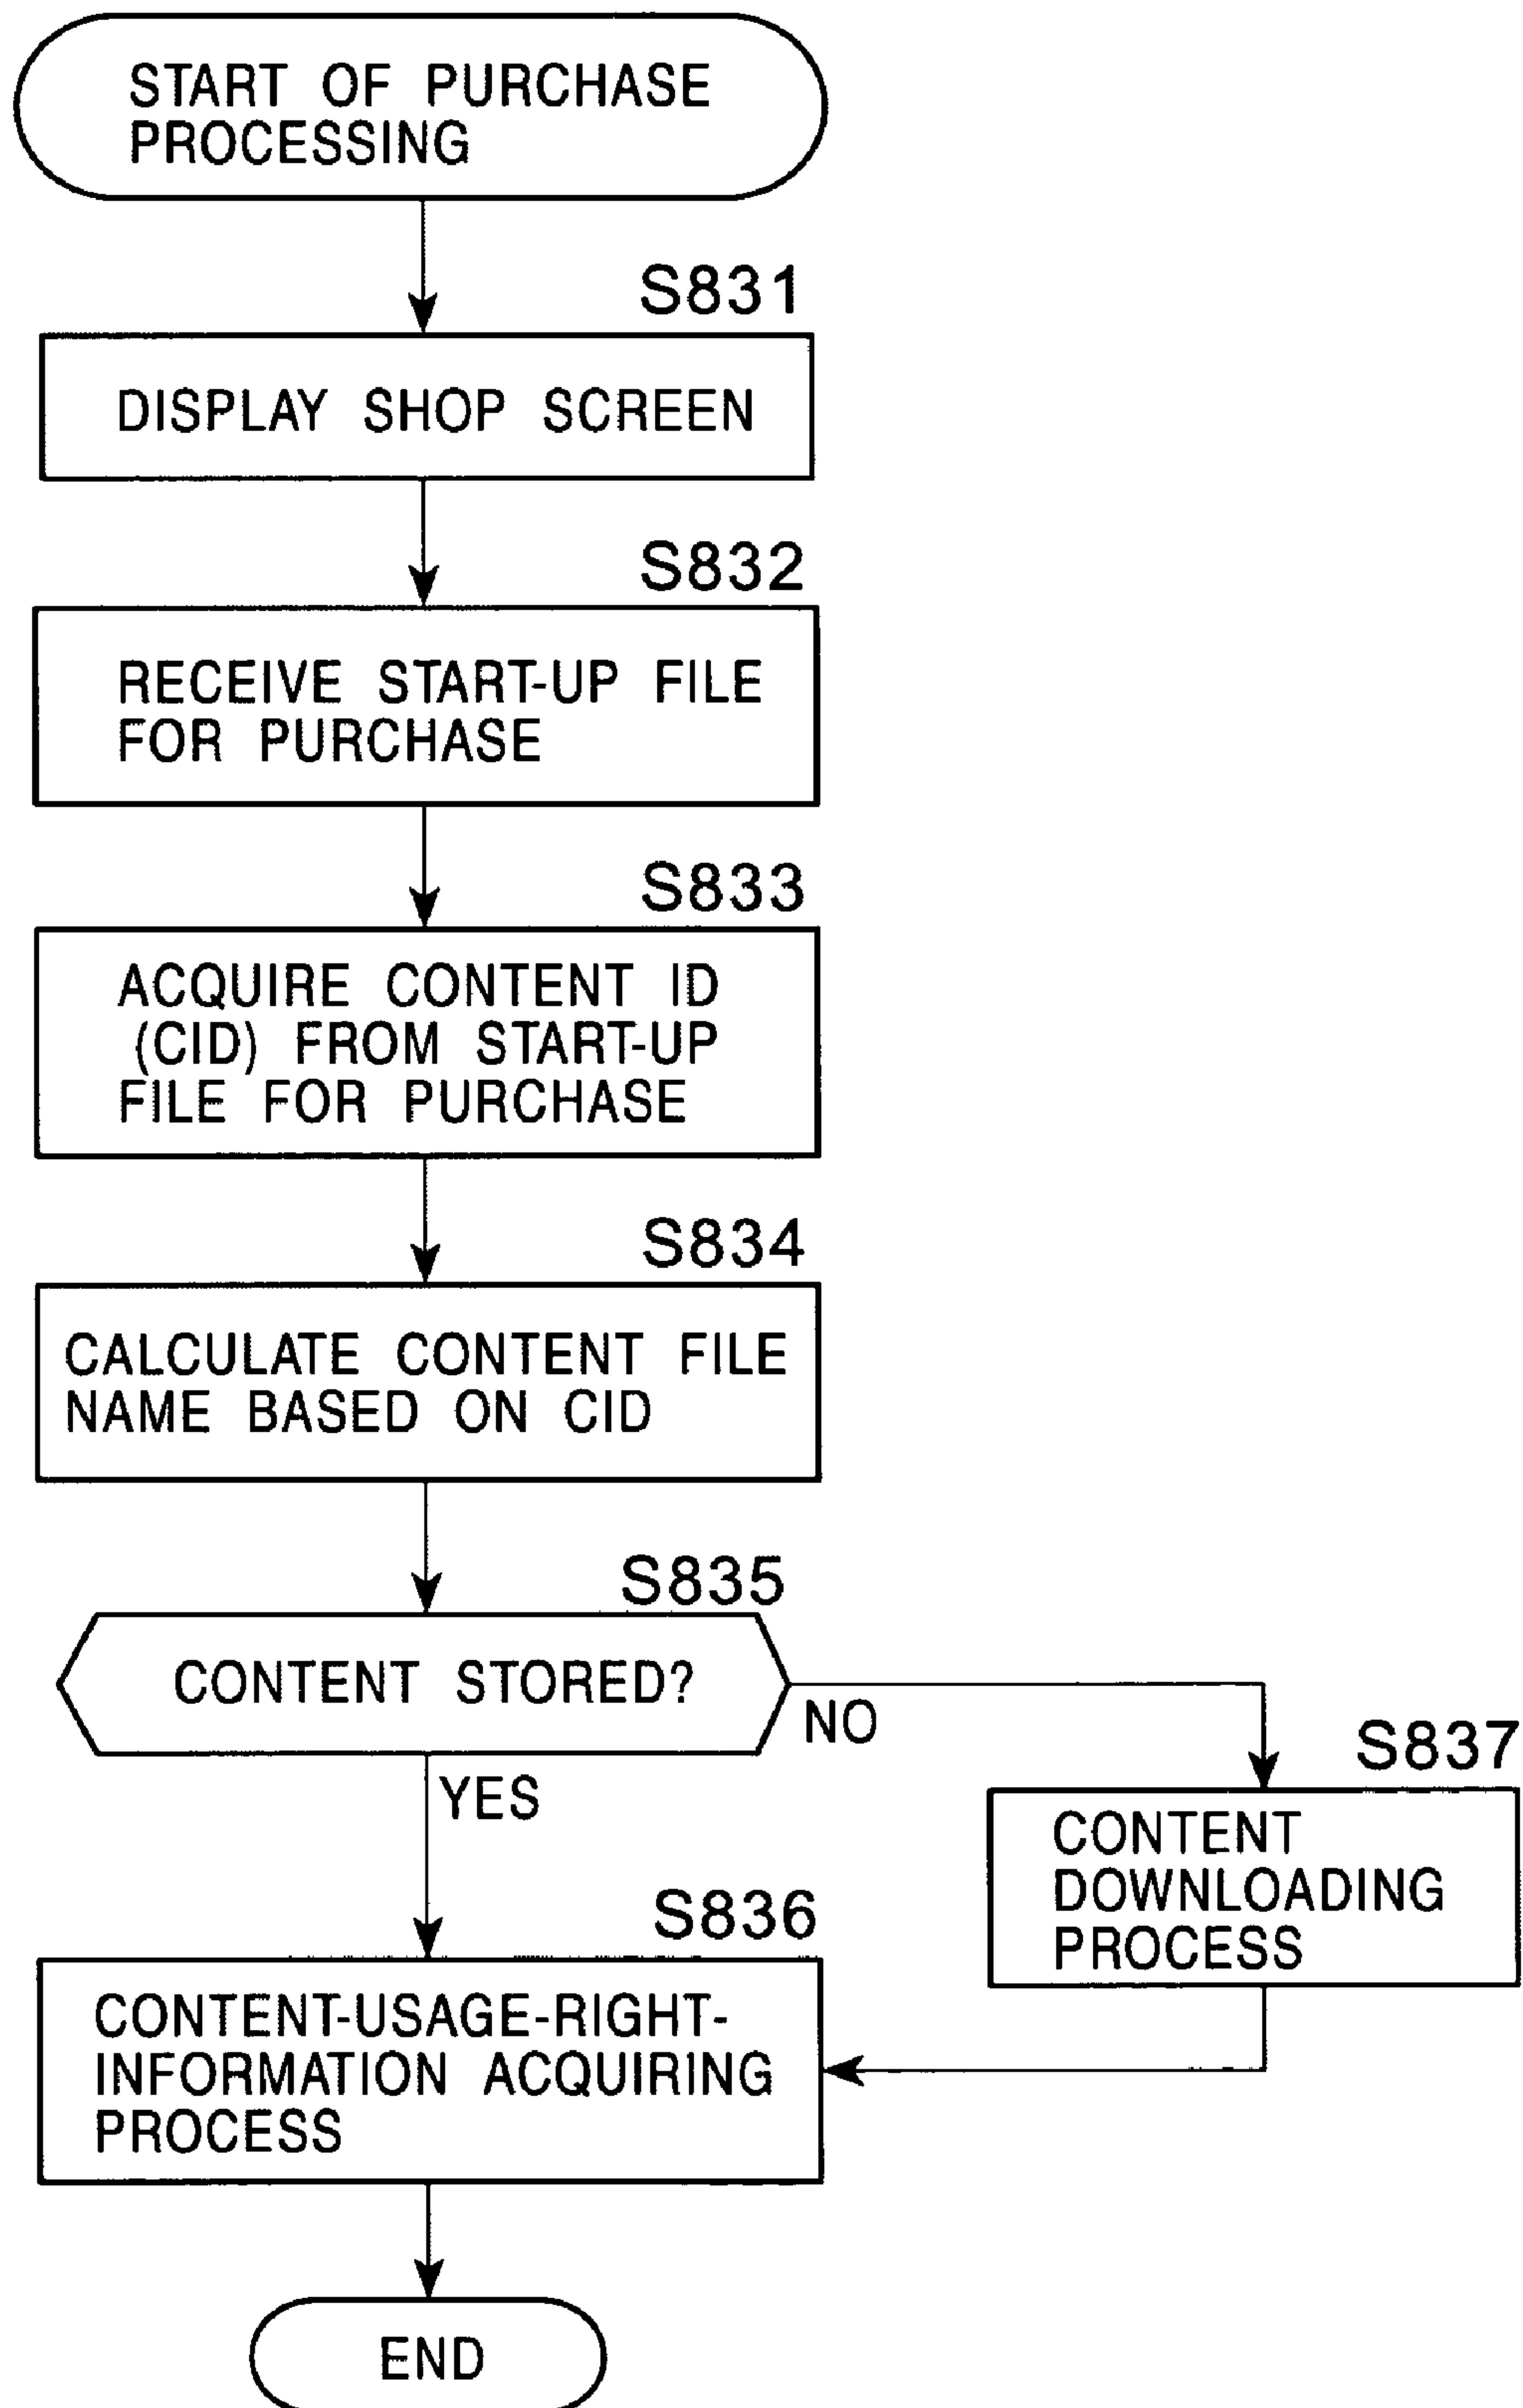 START OF PURCHASE
PROCESSING
S831
DISPLAY SHOP SCREEN
S832
RECEIVE START-UP FILE
FOR PURCHASE
S833
ACQUIRE CONTENT ID
(CID) FROM START-UP
FILE FOR PURCHASE
S834
CALCULATE CONTENT FILE
NAME BASED ON CID
S835
CONTENT STORED?
NO
YES
S837
CONTENT
DOWNLOADING
PROCESS
S836
CONTENT-USAGE-RIGHT-
INFORMATION ACQUIRING
PROCESS
END